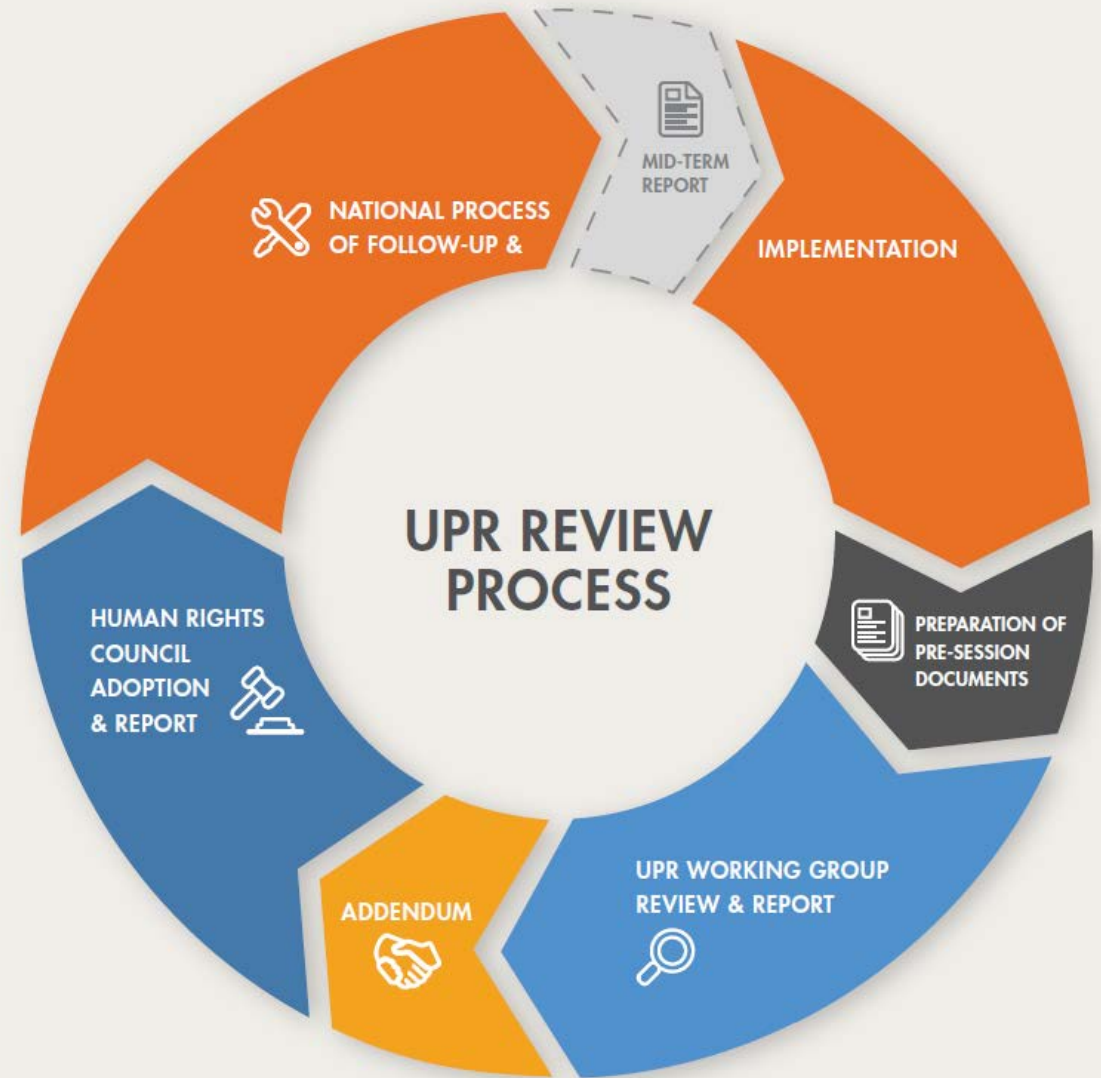 UPR REVIEW
PROCESS
NATIONAL PROCESS
OF FOLLOW-UP &
MID-TERM
REPORT
IMPLEMENTATION
PREPARATION OF
PRE-SESSION
DOCUMENTS
UPR WORKING GROUP
REVIEW & REPORT
ADDENDUM
HUMAN RIGHTS
COUNCIL
ADOPTION
& REPORT